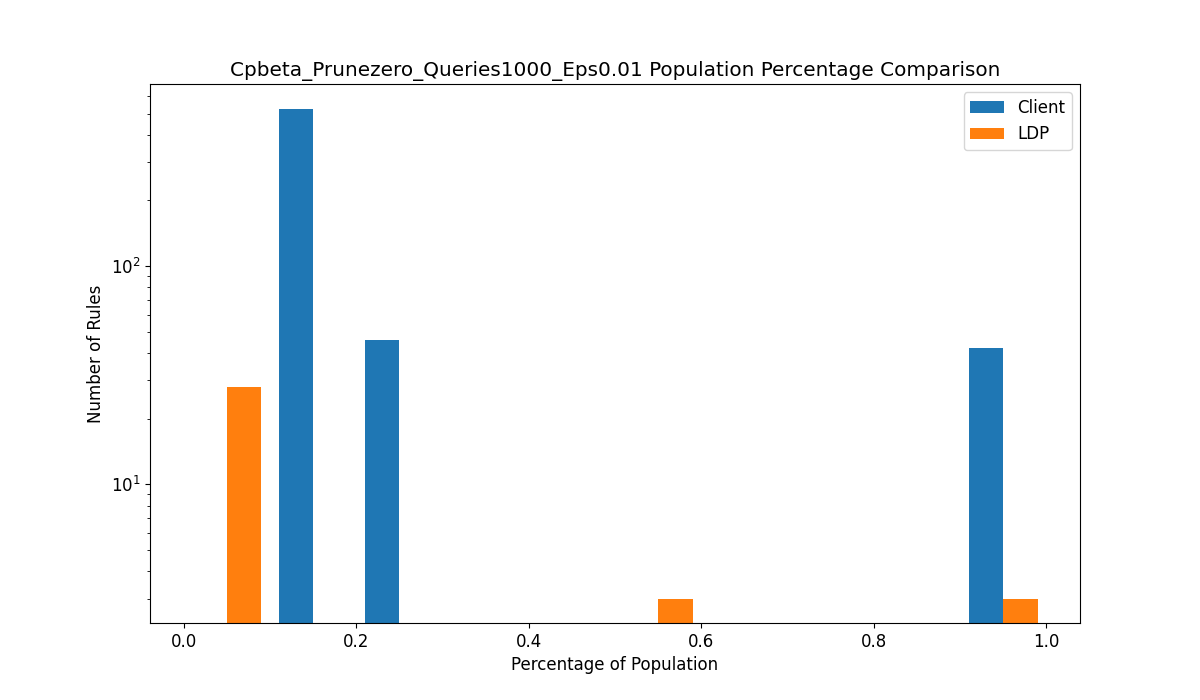 Cpbeta_Prunezero_Queries1000_Eps0.01 Population Percentage Comparison
Client
LDP
Number of Rules
10²
10¹
0.0 0.2 0.4 0.6 0.8 1.0
Percentage of Population